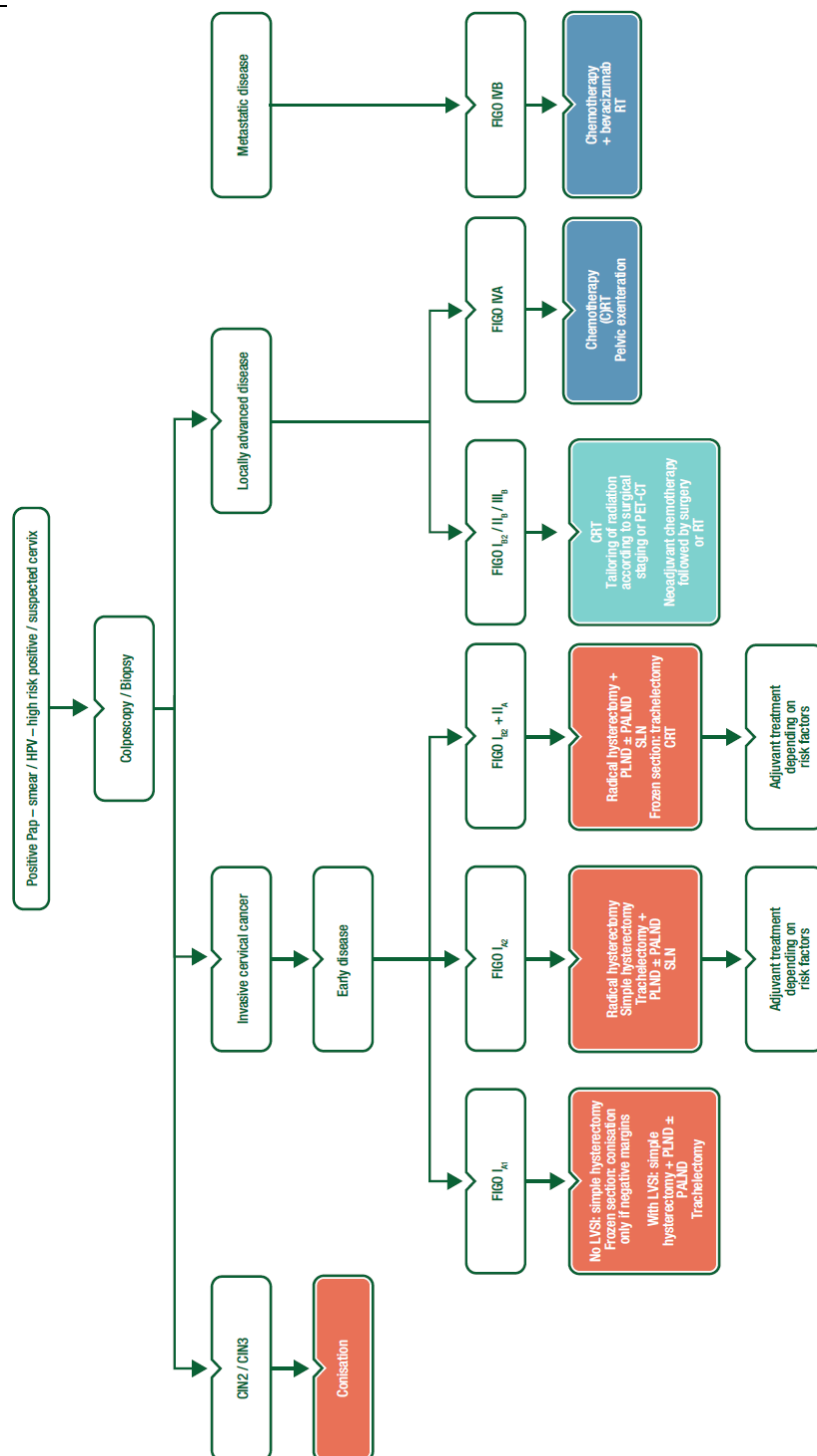 Positive Pap – smear / HPV – high risk positive / suspected cervix
Colposcopy / Biopsy
CIN2 / CIN3
Invasive cervical cancer
Locally advanced disease
Metastatic disease
Conisation
Early disease
FIGO IA1
FIGO IA2
FIGO IB2 + IIA
FIGO IB2 / IIB / IIIB
FIGO IVA
FIGO IVB
No LVSI: simple hysterectomy
Frozen section: conisation
only if negative margins
With LVSI: simple
hysterectomy + PLND ±
PALND
Trachelectomy
Radical hysterectomy
Simple hysterectomy
Trachelectomy +
PLND ± PALND
SLN
Radical hysterectomy +
PLND ± PALND
SLN
Frozen section: trachelectomy
CRT
CRT
Tailoring of radiation
according to surgical
staging or PET-CT
Neoadjuvant chemotherapy
followed by surgery
or RT
Chemotherapy
(C)RT
Pelvic exenteration
Chemotherapy
+ bevacizumab
RT
Adjuvant treatment
depending on
risk factors
Adjuvant treatment
depending on
risk factors